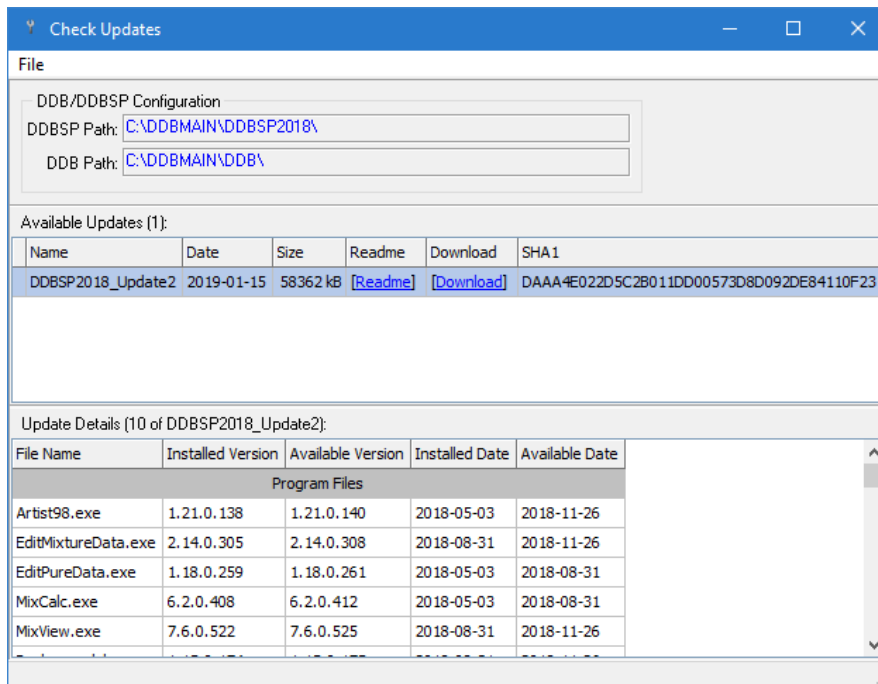 Check Updates
File
DDB/DDBSP Configuration
DDBSP Path: C:\DDBMAIN\DDBSP2018\
DDB Path: C:\DDBMAIN\DDB\
Available Updates (1):
Name Date Size Readme Download SHA1
DDBSP2018_Update2 2019-01-15 58362 kB [Readme] [Download] DAAA4E022D5C2B011DD00573D8D092DE84110F23
Update Details (10 of DDBSP2018_Update2):
File Name Installed Version Available Version Installed Date Available Date
Program Files
Artist98.exe 1.21.0.138 1.21.0.140 2018-05-03 2018-11-26
EditMixtureData.exe 2.14.0.305 2.14.0.308 2018-08-31 2018-11-26
EditPureData.exe 1.18.0.259 1.18.0.261 2018-05-03 2018-08-31
MixCalc.exe 6.2.0.408 6.2.0.412 2018-05-03 2018-08-31
MixView.exe 7.6.0.522 7.6.0.525 2018-08-31 2018-11-26